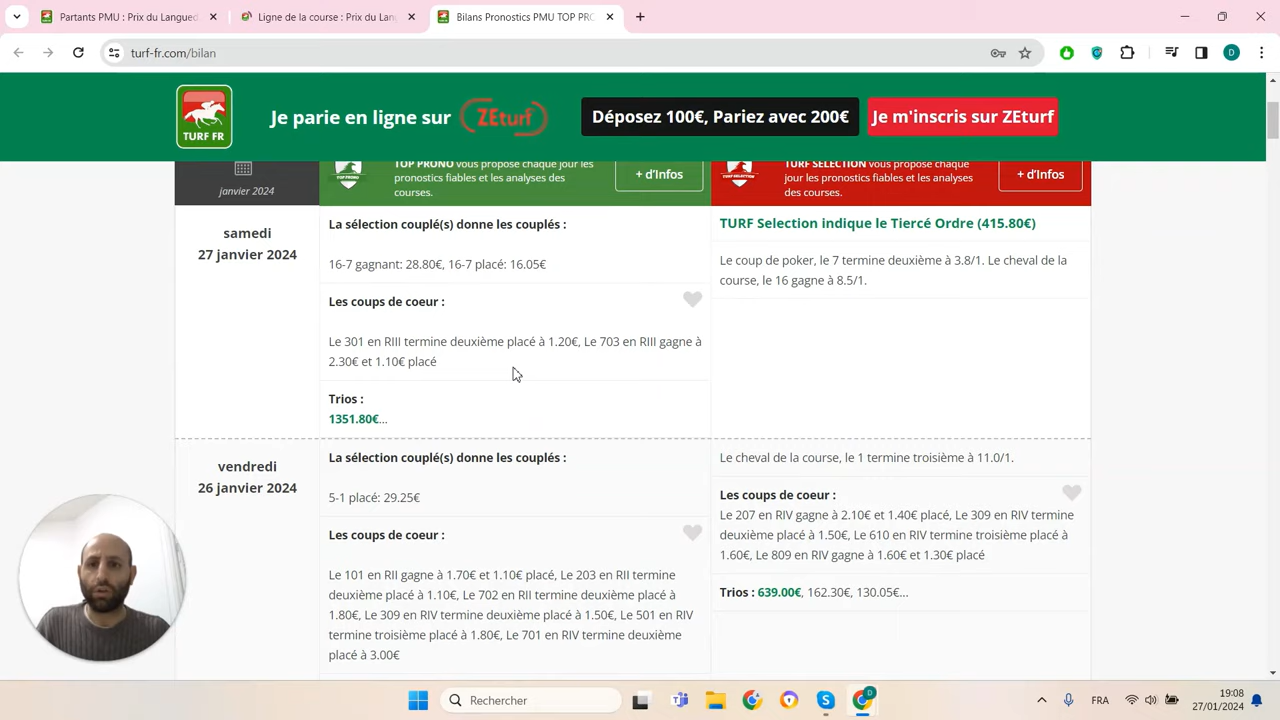 Partants PMU : Prix du Langued
Ligne de la course : Prix du Lan
Bilans Pronostics PMU TOP PRO
turf-fr.com/bilan
D
TURF FR
Je parie en ligne sur ZEturf
Déposez 100€, Pariez avec 200€
Je m'inscris sur ZEturf
janvier 2024
TOP PRONO
TOP PRONO vous propose chaque jour les
pronostics fiables et les analyses des
courses.
+ d'Infos
TURF SELECTION
TURF SELECTION vous propose chaque
jour les pronostics fiables et les analyses
des courses.
+ d'Infos
samedi
27 janvier 2024
La sélection couplé(s) donne les couplés :
16-7 gagnant: 28.80€, 16-7 placé: 16.05€
Les coups de coeur :
Le 301 en RIII termine deuxième placé à 1.20€, Le 703 en RIII gagne à
2.30€ et 1.10€ placé
Trios :
1351.80€...
TURF Selection indique le Tiercé Ordre (415.80€)
Le coup de poker, le 7 termine deuxième à 3.8/1. Le cheval de la
course, le 16 gagne à 8.5/1.
vendredi
26 janvier 2024
La sélection couplé(s) donne les couplés :
5-1 placé: 29.25€
Les coups de coeur :
Le 101 en RII gagne à 1.70€ et 1.10€ placé, Le 203 en RII termine
deuxième placé à 1.10€, Le 702 en RII termine deuxième placé à
1.80€, Le 309 en RIV termine deuxième placé à 1.50€, Le 501 en RIV
termine troisième placé à 1.80€, Le 701 en RIV termine deuxième
placé à 3.00€
Le cheval de la course, le 1 termine troisième à 11.0/1.
Les coups de coeur :
Le 207 en RIV gagne à 2.10€ et 1.40€ placé, Le 309 en RIV termine
deuxième placé à 1.50€, Le 610 en RIV termine troisième placé à
1.60€, Le 809 en RIV gagne à 1.60€ et 1.30€ placé
Trios : 639.00€, 162.30€, 130.05€...
Rechercher
D
FRA
19:08
27/01/2024